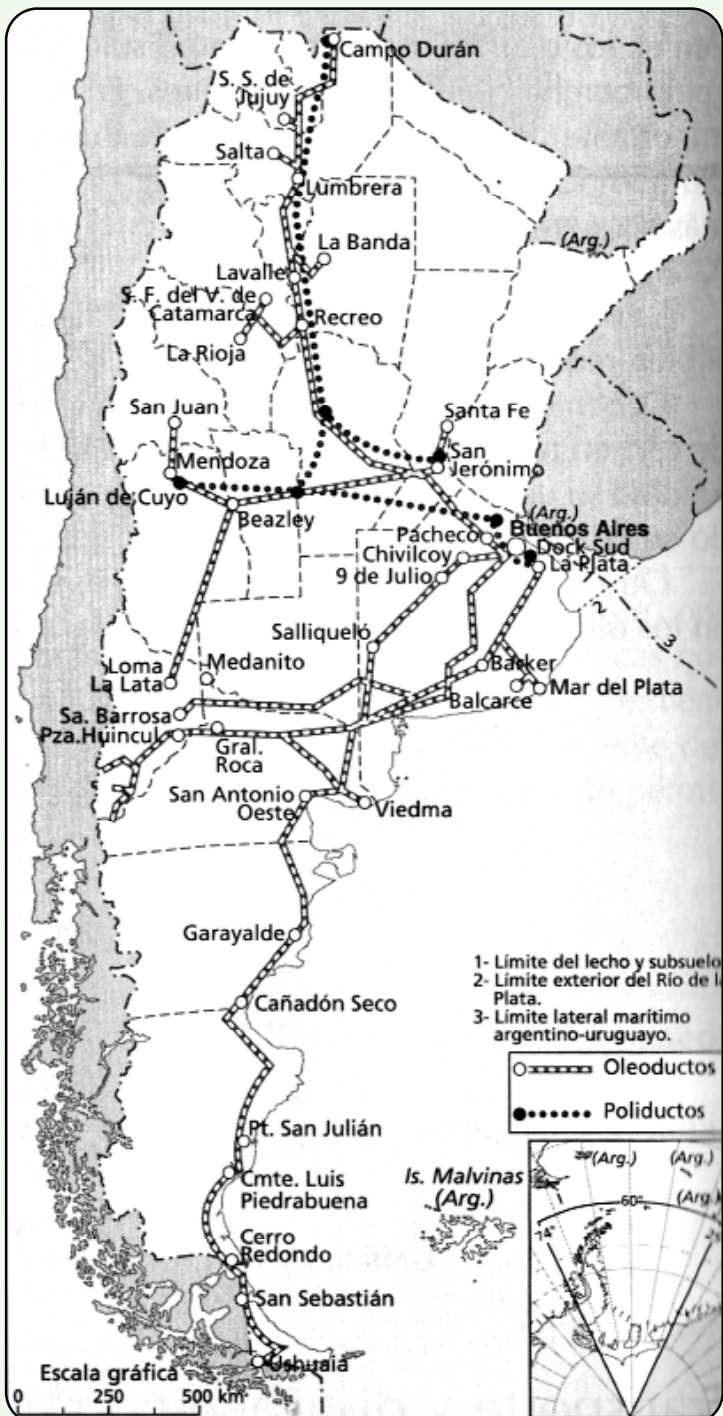 Campo Durán
S. S. de
Jujuy
Salta
Lumbrera
(Arg.)
La Banda
Lavalle
S. F. del V. de
Catamarca
Recreo
La Rioja
San Juan
Santa Fe
Mendoza
San
Jerónimo
Luján de Cuyo
Beazley
(Arg.)
Pacheco
Buenos Aires
Chivilcoy
Dock Sud
9 de Julio
La Plata
2
3
Salliqueló
Loma
La Lata
Medanito
Barker
Mar del Plata
Balcarce
Sa. Barrosa
Pza.Huincul
Gral.
Roca
San Antonio
Oeste
Viedma
Garayalde
Cañadón Seco
1- Límite del lecho y subsuelo
2- Límite exterior del Río de
Plata.
3- Límite lateral marítimo
argentino-uruguayo.
Oleoductos
Poliductos
Pt. San Julián
Cmte. Luis
Piedrabuena
Is. Malvinas
(Arg.)
(Arg.)
(Arg.)
(Arg.)
60°
74°
Cerro
Redondo
San Sebastián
Ushuaia
Escala gráfica
0 250 500 km